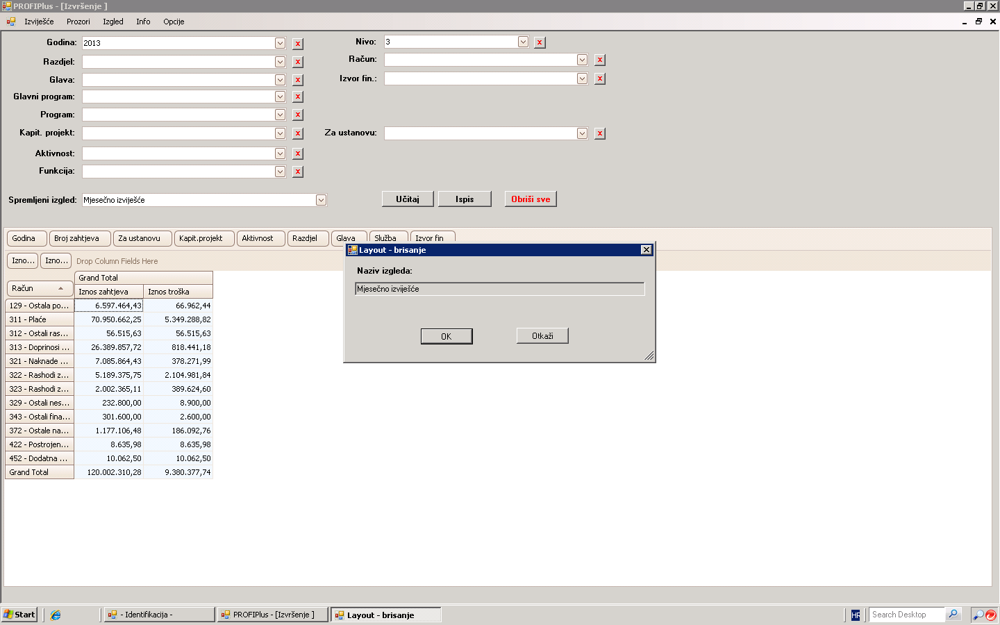 PROFIPlus - [Izvršenje ]
Izviješće Prozori Izgled Info Opcije
Godina: 2013 x Nivo: 3 x
Razdjel: x Račun: x
Glava: x Izvor fin.: x
Glavni program: x
Program: x
Kapit. projekt: x Za ustanovu: x
Aktivnost: x
Funkcija: x
Spremljeni izgled: Mjesečno izviješće Učitaj Ispis Obriši sve
Godina Broj zahtjeva Za ustanovu Kapit.projekt Aktivnost Razdjel Glava Služba Izvor fin
Izno... Izno... Drop Column Fields Here
Layout - brisanje
Naziv izgleda:
Mjesečno izviješće
OK Otkaži
Grand Total
Račun Iznos zahtjeva Iznos troška
129 - Ostala po... 6.597.464,43 66.962,44
311 - Plaće 70.950.662,25 5.349.288,82
312 - Ostali ras... 56.515,63 56.515,63
313 - Doprinosi ... 26.389.857,72 818.441,18
321 - Naknade ... 7.085.864,43 378.271,99
322 - Rashodi z... 5.189.375,75 2.104.981,84
323 - Rashodi z... 2.002.365,11 389.624,60
329 - Ostali nes... 232.800,00 8.900,00
343 - Ostali fina... 301.600,00 2.600,00
372 - Ostale na... 1.177.106,48 186.092,76
422 - Postrojen... 8.635,98 8.635,98
452 - Dodatna ... 10.062,50 10.062,50
Grand Total 120.002.310,28 9.380.377,74
Start - Identifikacija - PROFIPlus - [Izvršenje ] Layout - brisanje HR Search Desktop